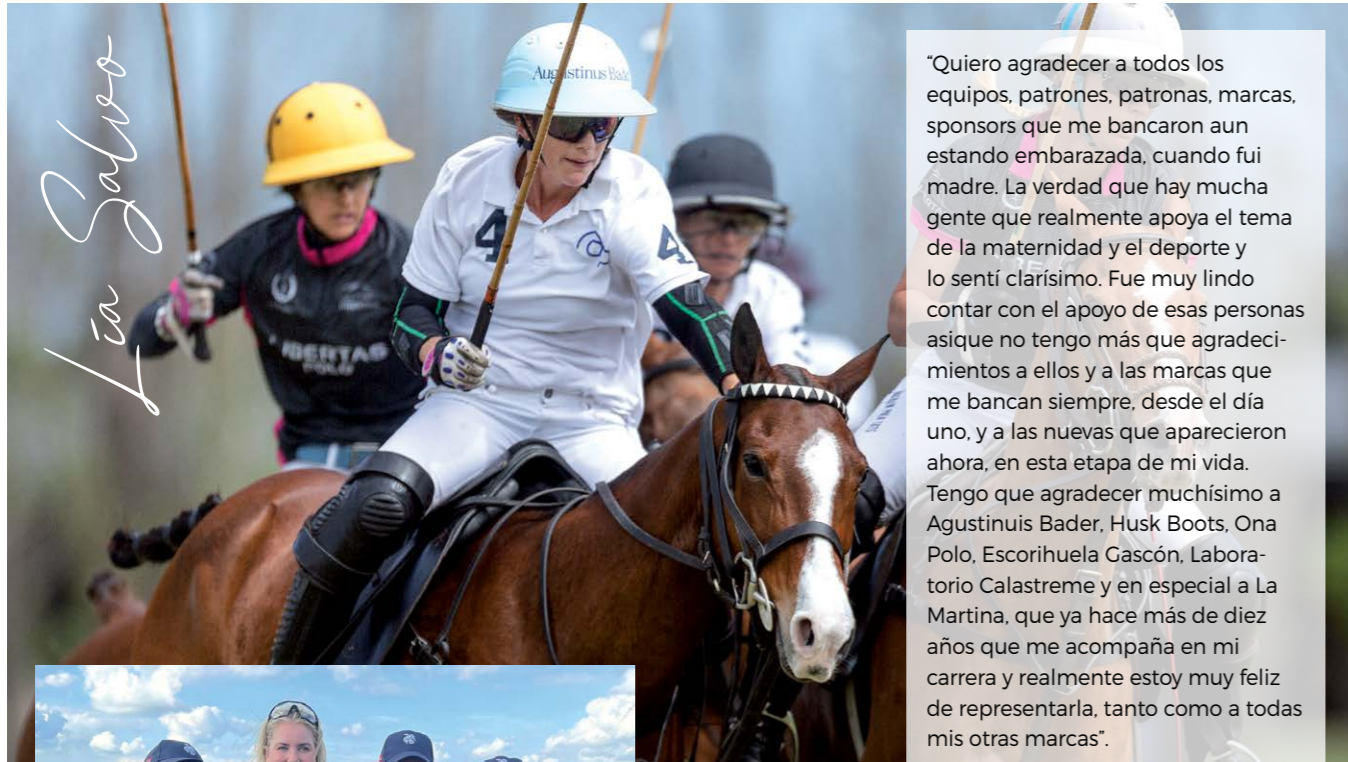 Lía Salvo
Augustinus Bader
4
4
LIBERTAS
POLO
“Quiero agradecer a todos los
equipos, patrones, patronas, marcas,
sponsors que me bancaron aun
estando embarazada, cuando fui
madre. La verdad que hay mucha
gente que realmente apoya el tema
de la maternidad y el deporte y
lo sentí clarísimo. Fue muy lindo
contar con el apoyo de esas personas
asique no tengo más que agradeci-
mientos a ellos y a las marcas que
me bancan siempre, desde el día
uno, y a las nuevas que aparecieron
ahora, en esta etapa de mi vida.
Tengo que agradecer muchísimo a
Agustinuis Bader, Husk Boots, Ona
Polo, Escorihuela Gascón, Labora-
torio Calastreme y en especial a La
Martina, que ya hace más de diez
años que me acompaña en mi
carrera y realmente estoy muy feliz
de representarla, tanto como a todas
mis otras marcas”.